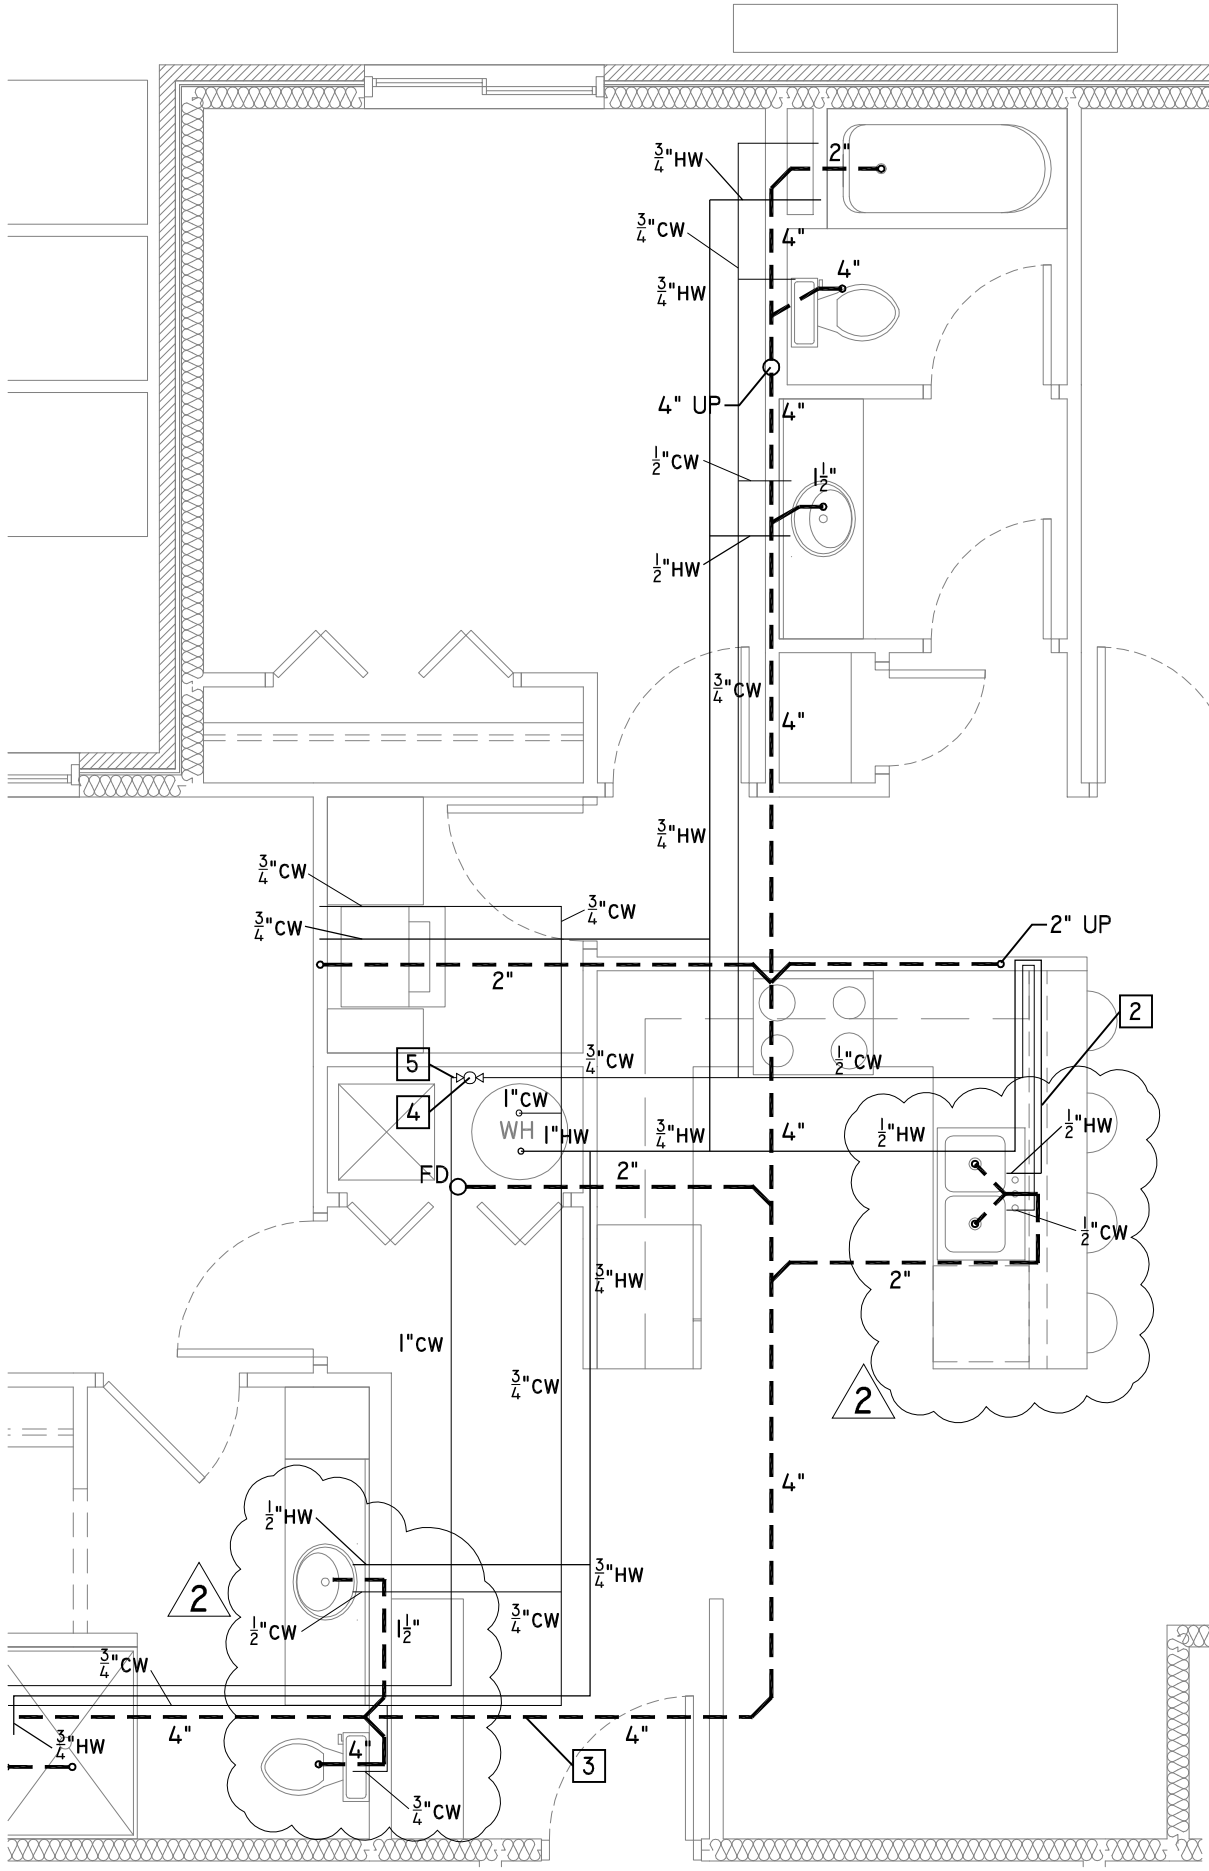 2"
3/4"HW
3/4"CW
4"
4"
3/4"HW
4" UP
4"
1/2"CW
1 1/2"
1/2"HW
3/4"CW
4"
3/4"HW
3/4"CW
3/4"CW
3/4"CW
2" UP
2"
2
5
3/4"CW
1/2"CW
4
1"CW
WH
1"HW
3/4"HW
4"
1/2"HW
1/2"HW
FD
2"
1/2"CW
3/4"HW
2"
1"CW
3/4"CW
2
4"
1/2"HW
3/4"HW
2
1/2"CW
1 1/2"
3/4"CW
3/4"CW
4"
4"
3/4"HW
4"
3
3/4"CW